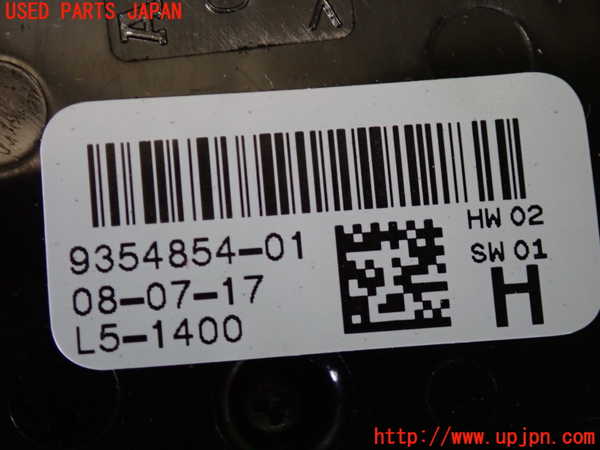 USED PARTS JAPAN
9354854-01
08-07-17
L5-1400
HW 02
SW 01
H
http://www.upjpn.com/